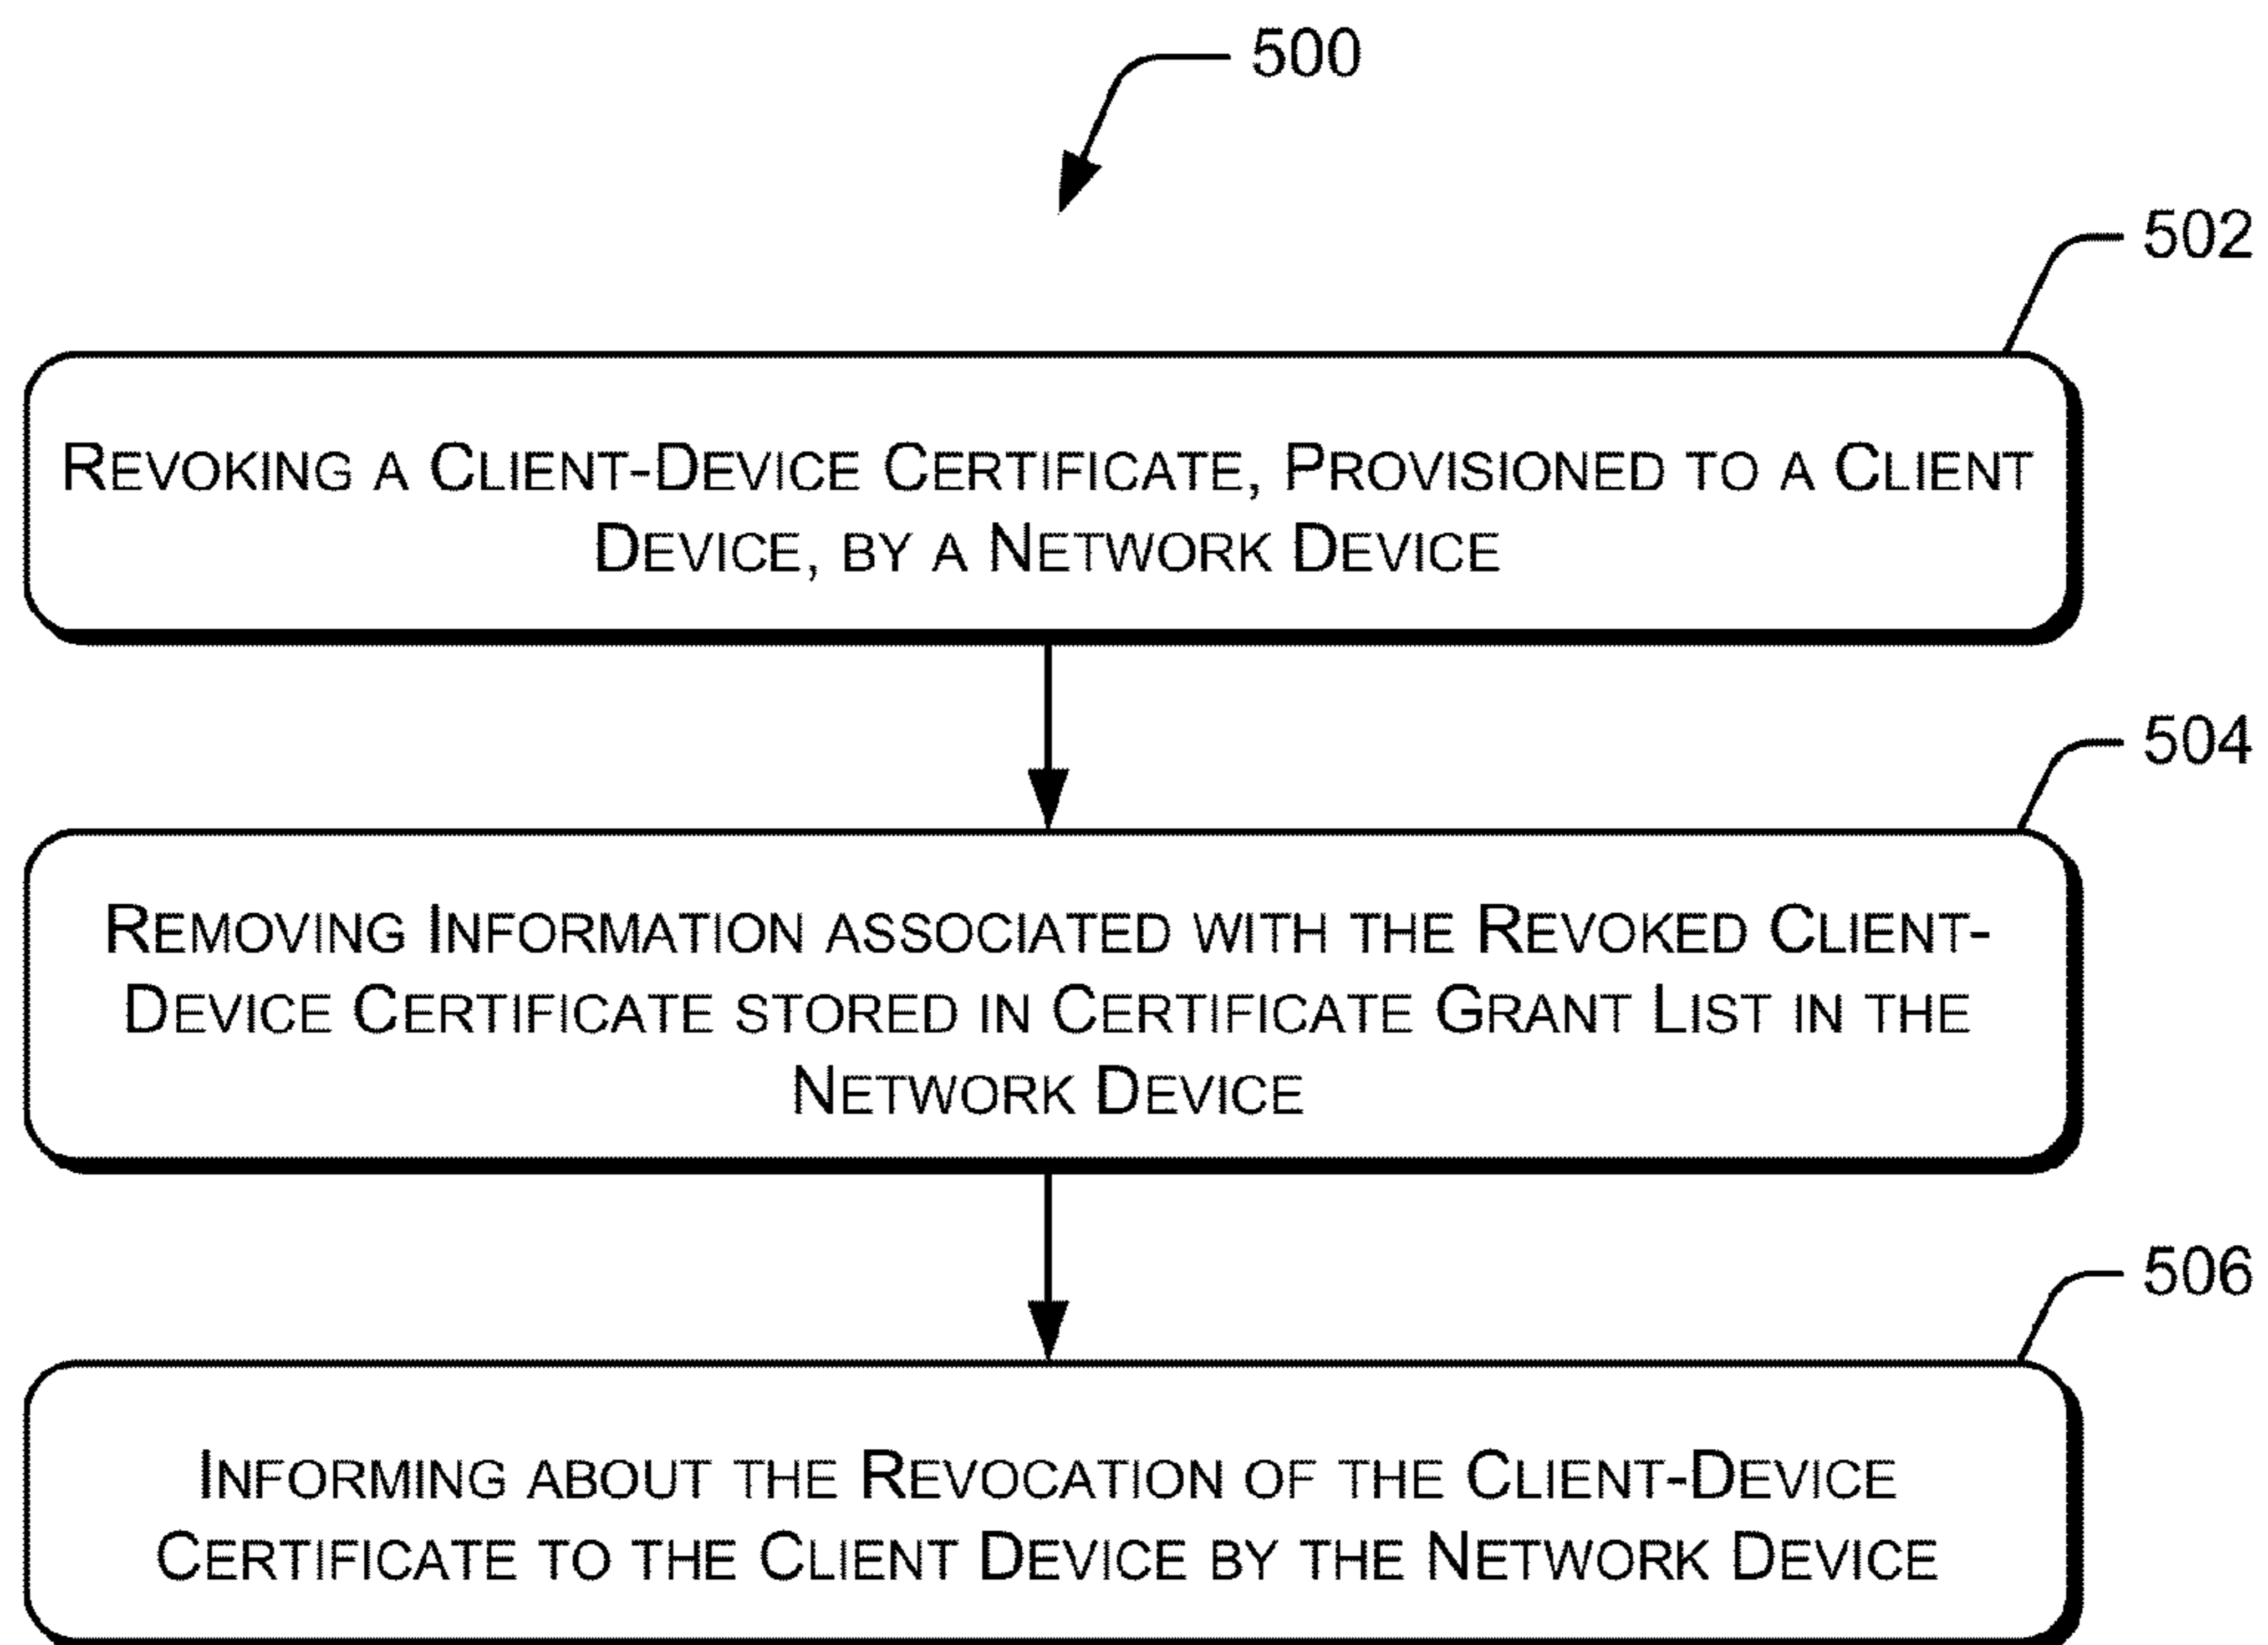 500
502
REVOKING A CLIENT-DEVICE CERTIFICATE, PROVISIONED TO A CLIENT
DEVICE, BY A NETWORK DEVICE
504
REMOVING INFORMATION ASSOCIATED WITH THE REVOKED CLIENT-
DEVICE CERTIFICATE STORED IN CERTIFICATE GRANT LIST IN THE
NETWORK DEVICE
506
INFORMING ABOUT THE REVOCATION OF THE CLIENT-DEVICE
CERTIFICATE TO THE CLIENT DEVICE BY THE NETWORK DEVICE